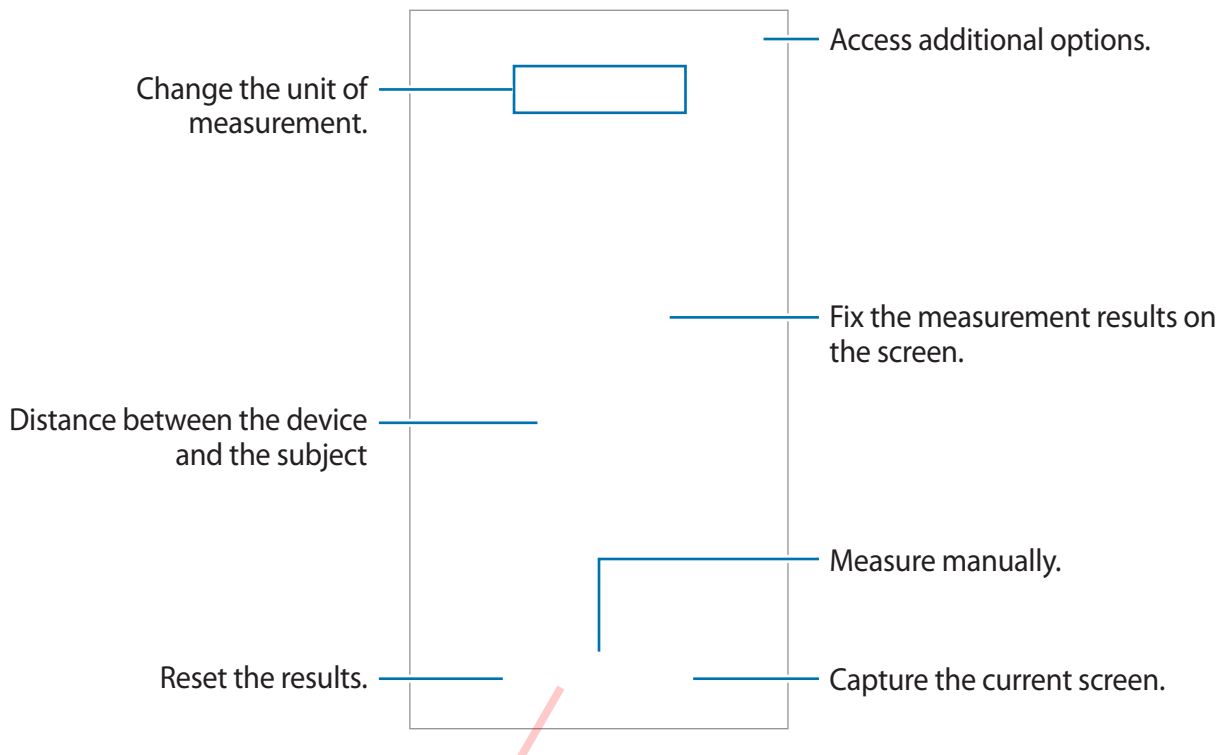 Access additional options.
Change the unit of
measurement.
Fix the measurement results on
the screen.
Distance between the device
and the subject
Measure manually.
Reset the results.
Capture the current screen.